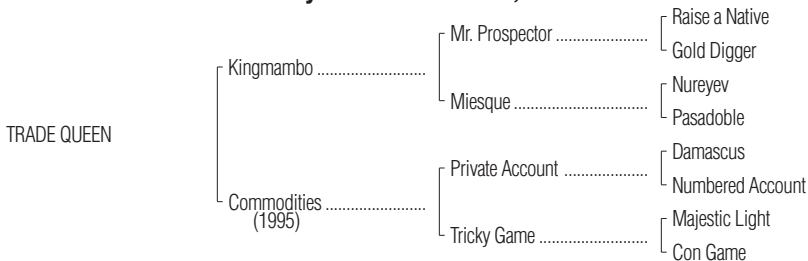 Raise a Native
Mr. Prospector ..........................
Gold Digger
Kingmambo ..........................
Nureyev
Miesque ................................
Pasadoble
TRADE QUEEN
Damascus
Private Account ....................
Numbered Account
Commodities ........................
(1995)
Majestic Light
Tricky Game ..........................
Con Game